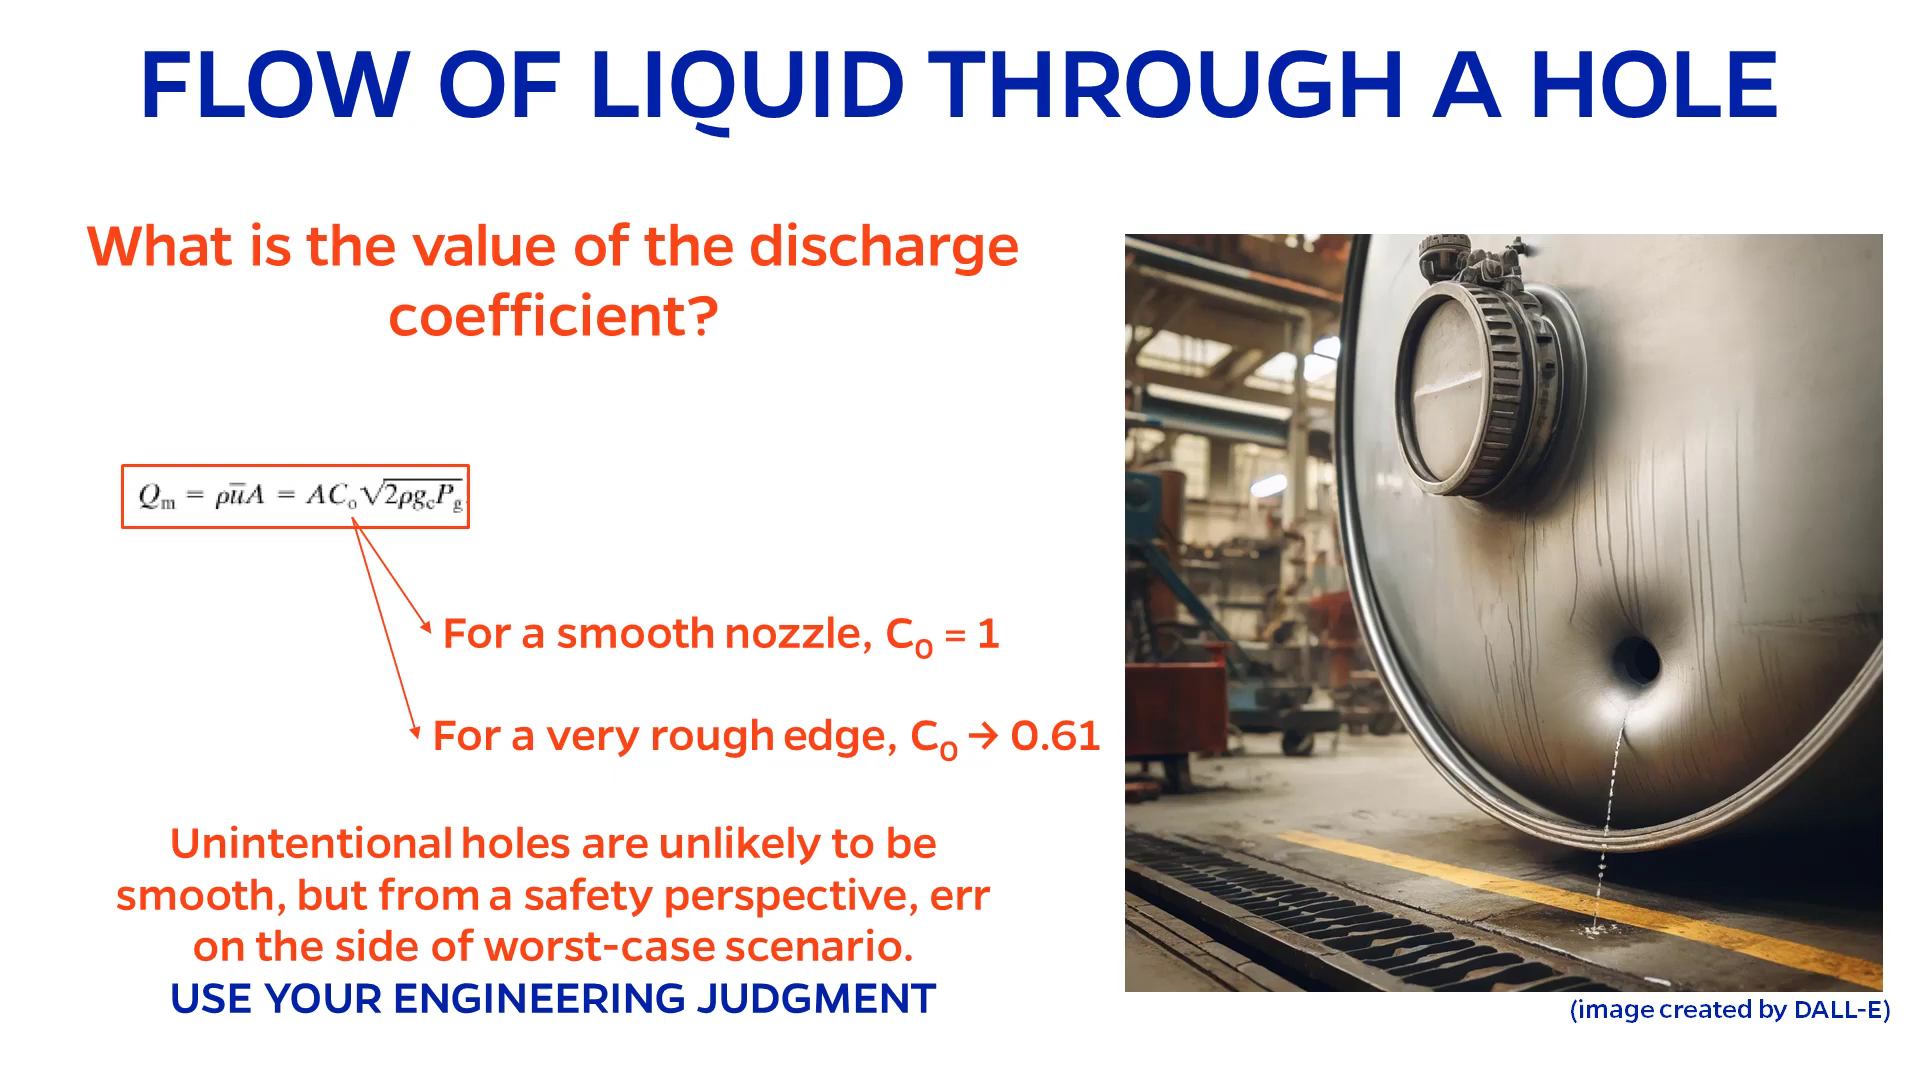 FLOW OF LIQUID THROUGH A HOLE
What is the value of the discharge
coefficient?
Qₘ = ρu̅A = ACₒ√2ρg꜀P_g
For a smooth nozzle, C₀ = 1
For a very rough edge, C₀ → 0.61
Unintentional holes are unlikely to be
smooth, but from a safety perspective, err
on the side of worst-case scenario.
USE YOUR ENGINEERING JUDGMENT
(image created by DALL-E)